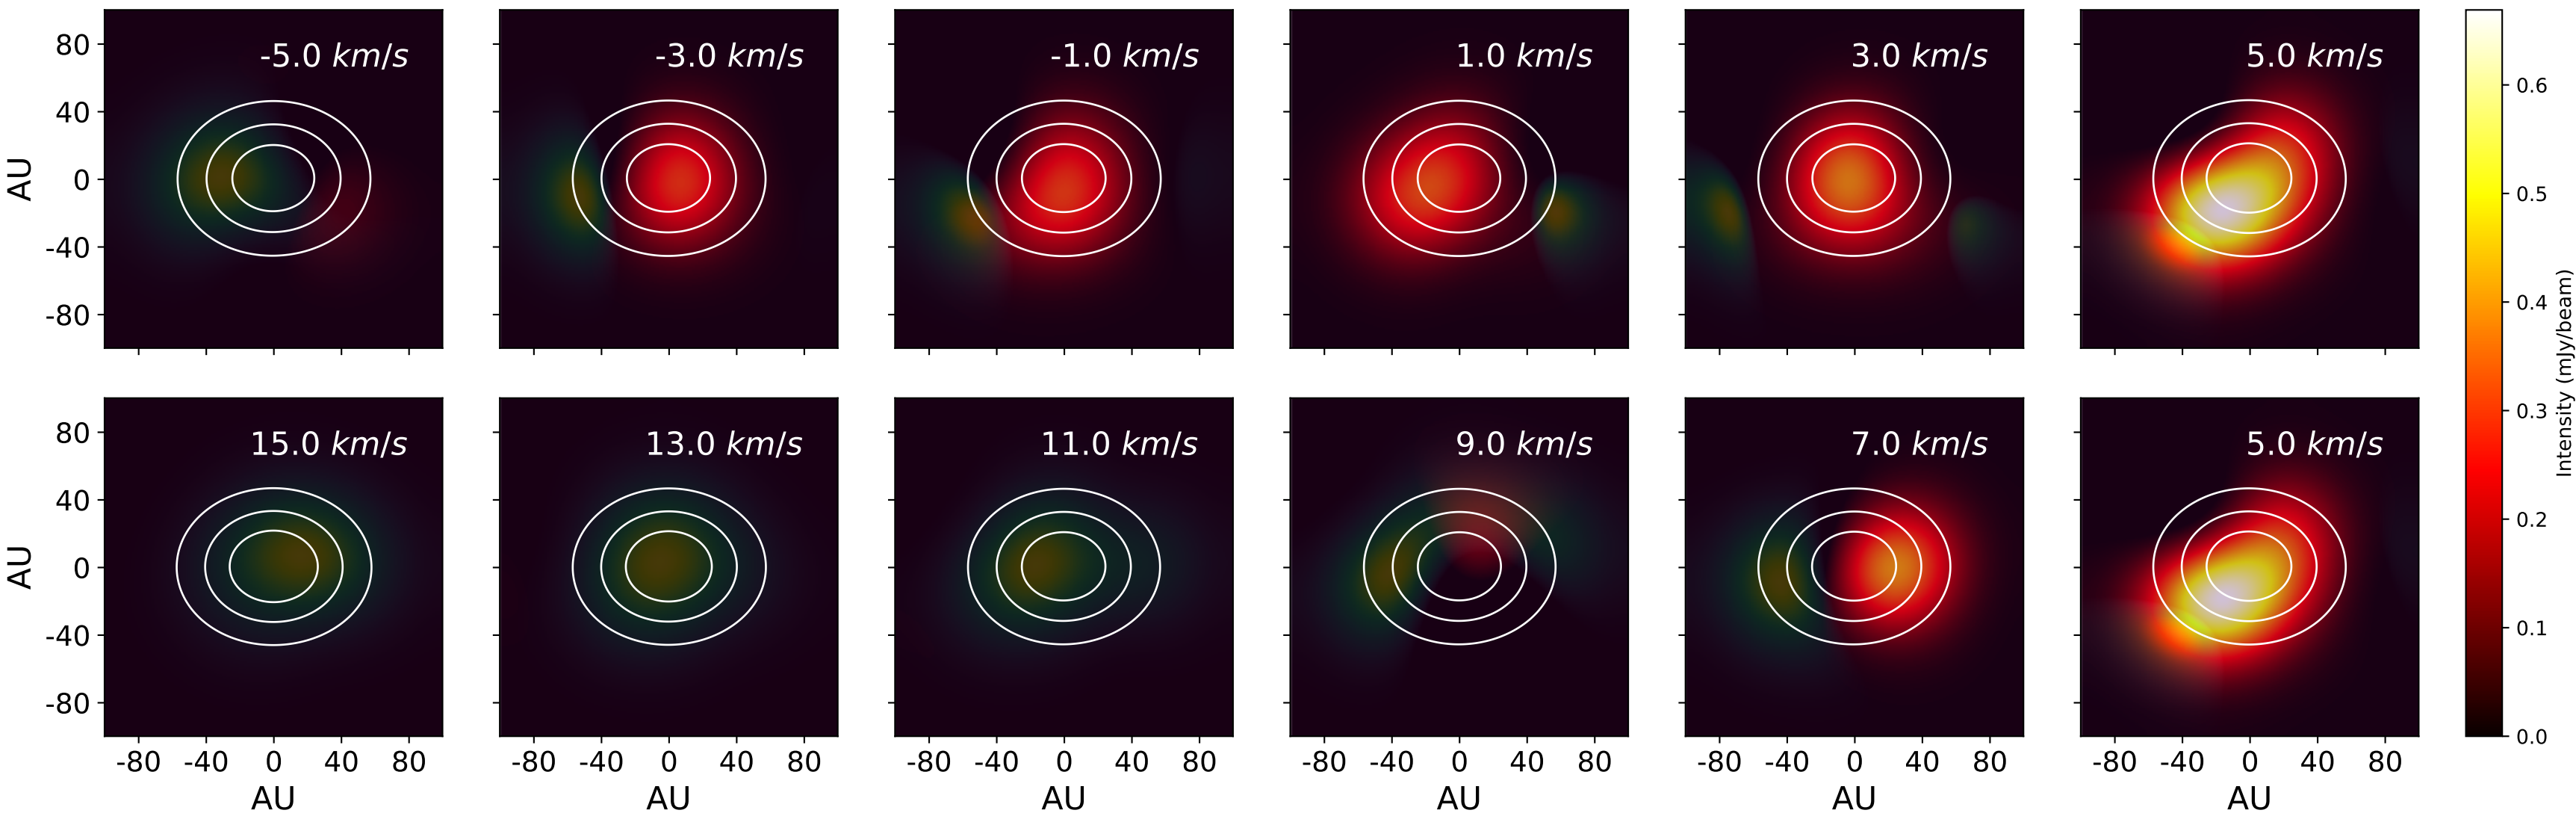 -5.0 km/s
-3.0 km/s
-1.0 km/s
1.0 km/s
3.0 km/s
5.0 km/s
80
40
0
-40
-80
AU
15.0 km/s
13.0 km/s
11.0 km/s
9.0 km/s
7.0 km/s
5.0 km/s
80
40
0
-40
-80
AU
-80 -40 0 40 80
-80 -40 0 40 80
-80 -40 0 40 80
-80 -40 0 40 80
-80 -40 0 40 80
-80 -40 0 40 80
AU
AU
AU
AU
AU
AU
0.6
0.5
0.4
0.3
0.2
0.1
0.0
Intensity (mJy/beam)